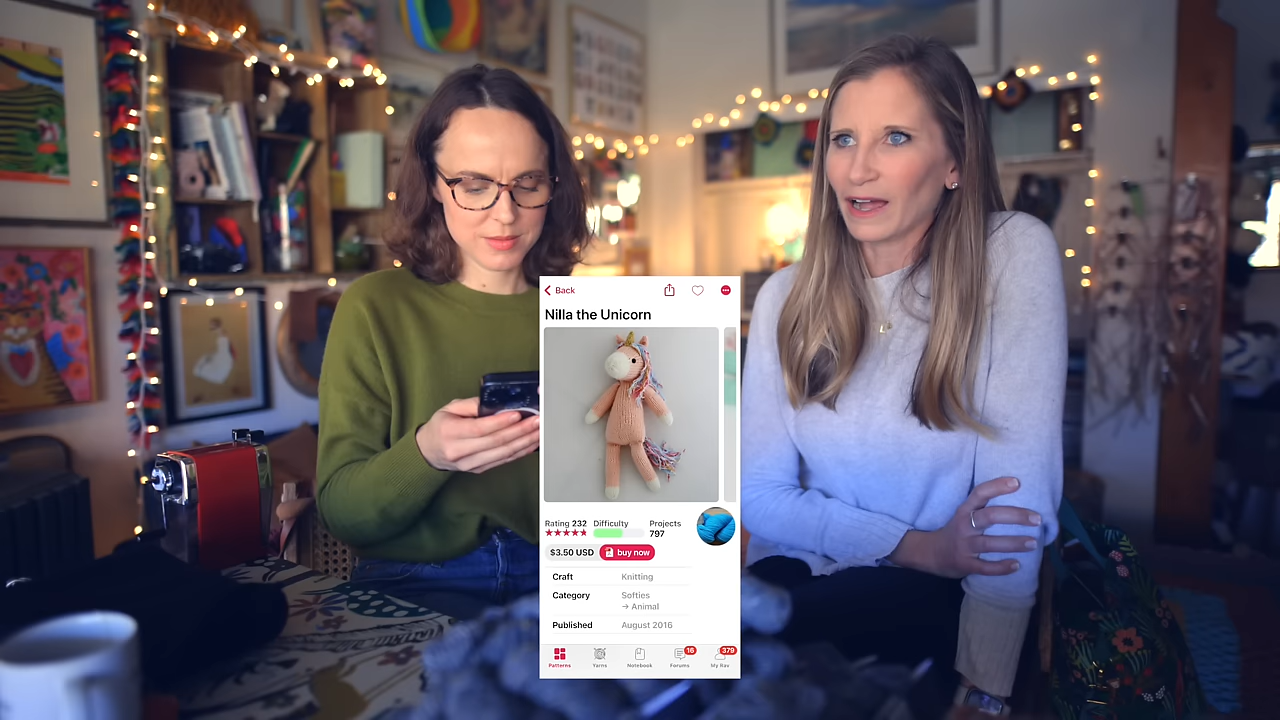 Back
Nilla the Unicorn
Rating 232 Difficulty Projects
797
$3.50 USD buy now
Craft Knitting
Category Softies
→ Animal
Published August 2016
16 379
Patterns Yarns Notebook Forums My Rav